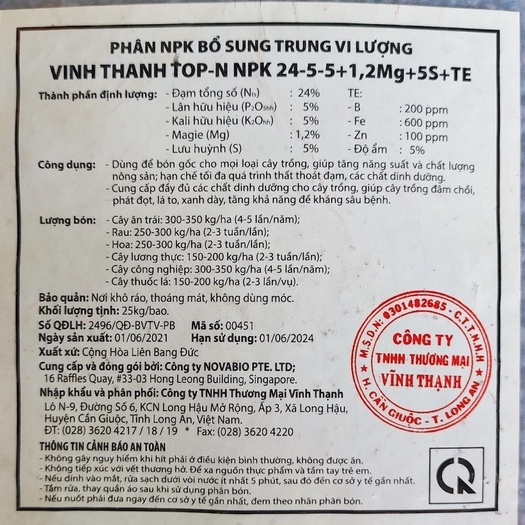 PHÂN NPK BỔ SUNG TRUNG VI LƯỢNG
VINH THANH TOP-N NPK 24-5-5+1,2Mg+5S+TE
Thành phần định lượng: - Đạm tổng số (Nts) : 24% TE:
- Lân hữu hiệu (P2O5hh) : 5% - B : 200 ppm
- Kali hữu hiệu (K2Ohh) : 5% - Fe : 600 ppm
- Magie (Mg) : 1,2% - Zn : 100 ppm
- Lưu huỳnh (S) : 5% - Độ ẩm : 5%
Công dụng: - Dùng để bón gốc cho mọi loại cây trồng, giúp tăng năng suất và chất lượng
nông sản; hạn chế tối đa quá trình thất thoát đạm, các chất dinh dưỡng.
- Cung cấp đẩy đủ các chất dinh dưỡng cho cây trồng, giúp cây trồng đâm chồi,
phát đọt, lá to, xanh dày, tăng khả năng đề kháng sâu bệnh.
Lượng bón: - Cây ăn trái: 300-350 kg/ha (4-5 lần/năm);
- Rau: 250-300 kg/ha (2-3 tuần/lần);
- Hoa: 250-300 kg/ha (2-3 tuần/lần);
- Cây lương thực: 150-200 kg/ha (2-3 tuần/lần);
- Cây công nghiệp: 300-350 kg/ha (4-5 lần/năm);
- Cây thuốc lá: 150-200 kg/ha (2-3 lần/vụ).
Bảo quản: Nơi khô ráo, thoáng mát, không dùng móc.
Khối lượng tịnh: 25kg/bao.
Số QĐLH: 2496/QĐ-BVTV-PB Mã số: 00451
Ngày sản xuất: 01/06/2021 Hạn sử dụng: 01/06/2024
Xuất xứ: Cộng Hòa Liên Bang Đức
Cung cấp và đóng gói bởi: Công ty NOVABIO PTE. LTD;
16 Raffles Quay, #33-03 Hong Leong Building, Singapore.
Nhập khẩu và phân phối: Công ty TNHH Thương Mại Vĩnh Thạnh
Lô N-9, Đường Số 6, KCN Long Hậu Mở Rộng, Ấp 3, Xã Long Hậu,
Huyện Cần Giuộc, Tỉnh Long An, Việt Nam
ĐT: (028) 3620 4217 / 18 / 19 * Fax: (028) 3620 4220
THÔNG TIN CẢNH BÁO AN TOÀN
- Không gây nguy hiểm khi hít phải ở điều kiện bình thường, không được ăn.
- Không tiếp xúc với vết thương hở. Để xa nguồn thực phẩm và tầm tay trẻ em.
- Nếu dính vào mắt, rửa sạch dưới vòi nước ít nhất 5 phút, sau đó đến cơ sở y tế gần nhất.
- Tắm rửa, thay quần áo sau khi sử dụng phân bón.
- Nếu nuốt phải đưa ngay đến cơ sở y tế gần nhất, đem theo nhãn phân bón.
M.S.D.N: 0301482685 - C.T.T.N.H.H
CÔNG TY
TNHH THƯƠNG MẠI
VĨNH THẠNH
H. CẦN GIUỘC - T. LONG AN